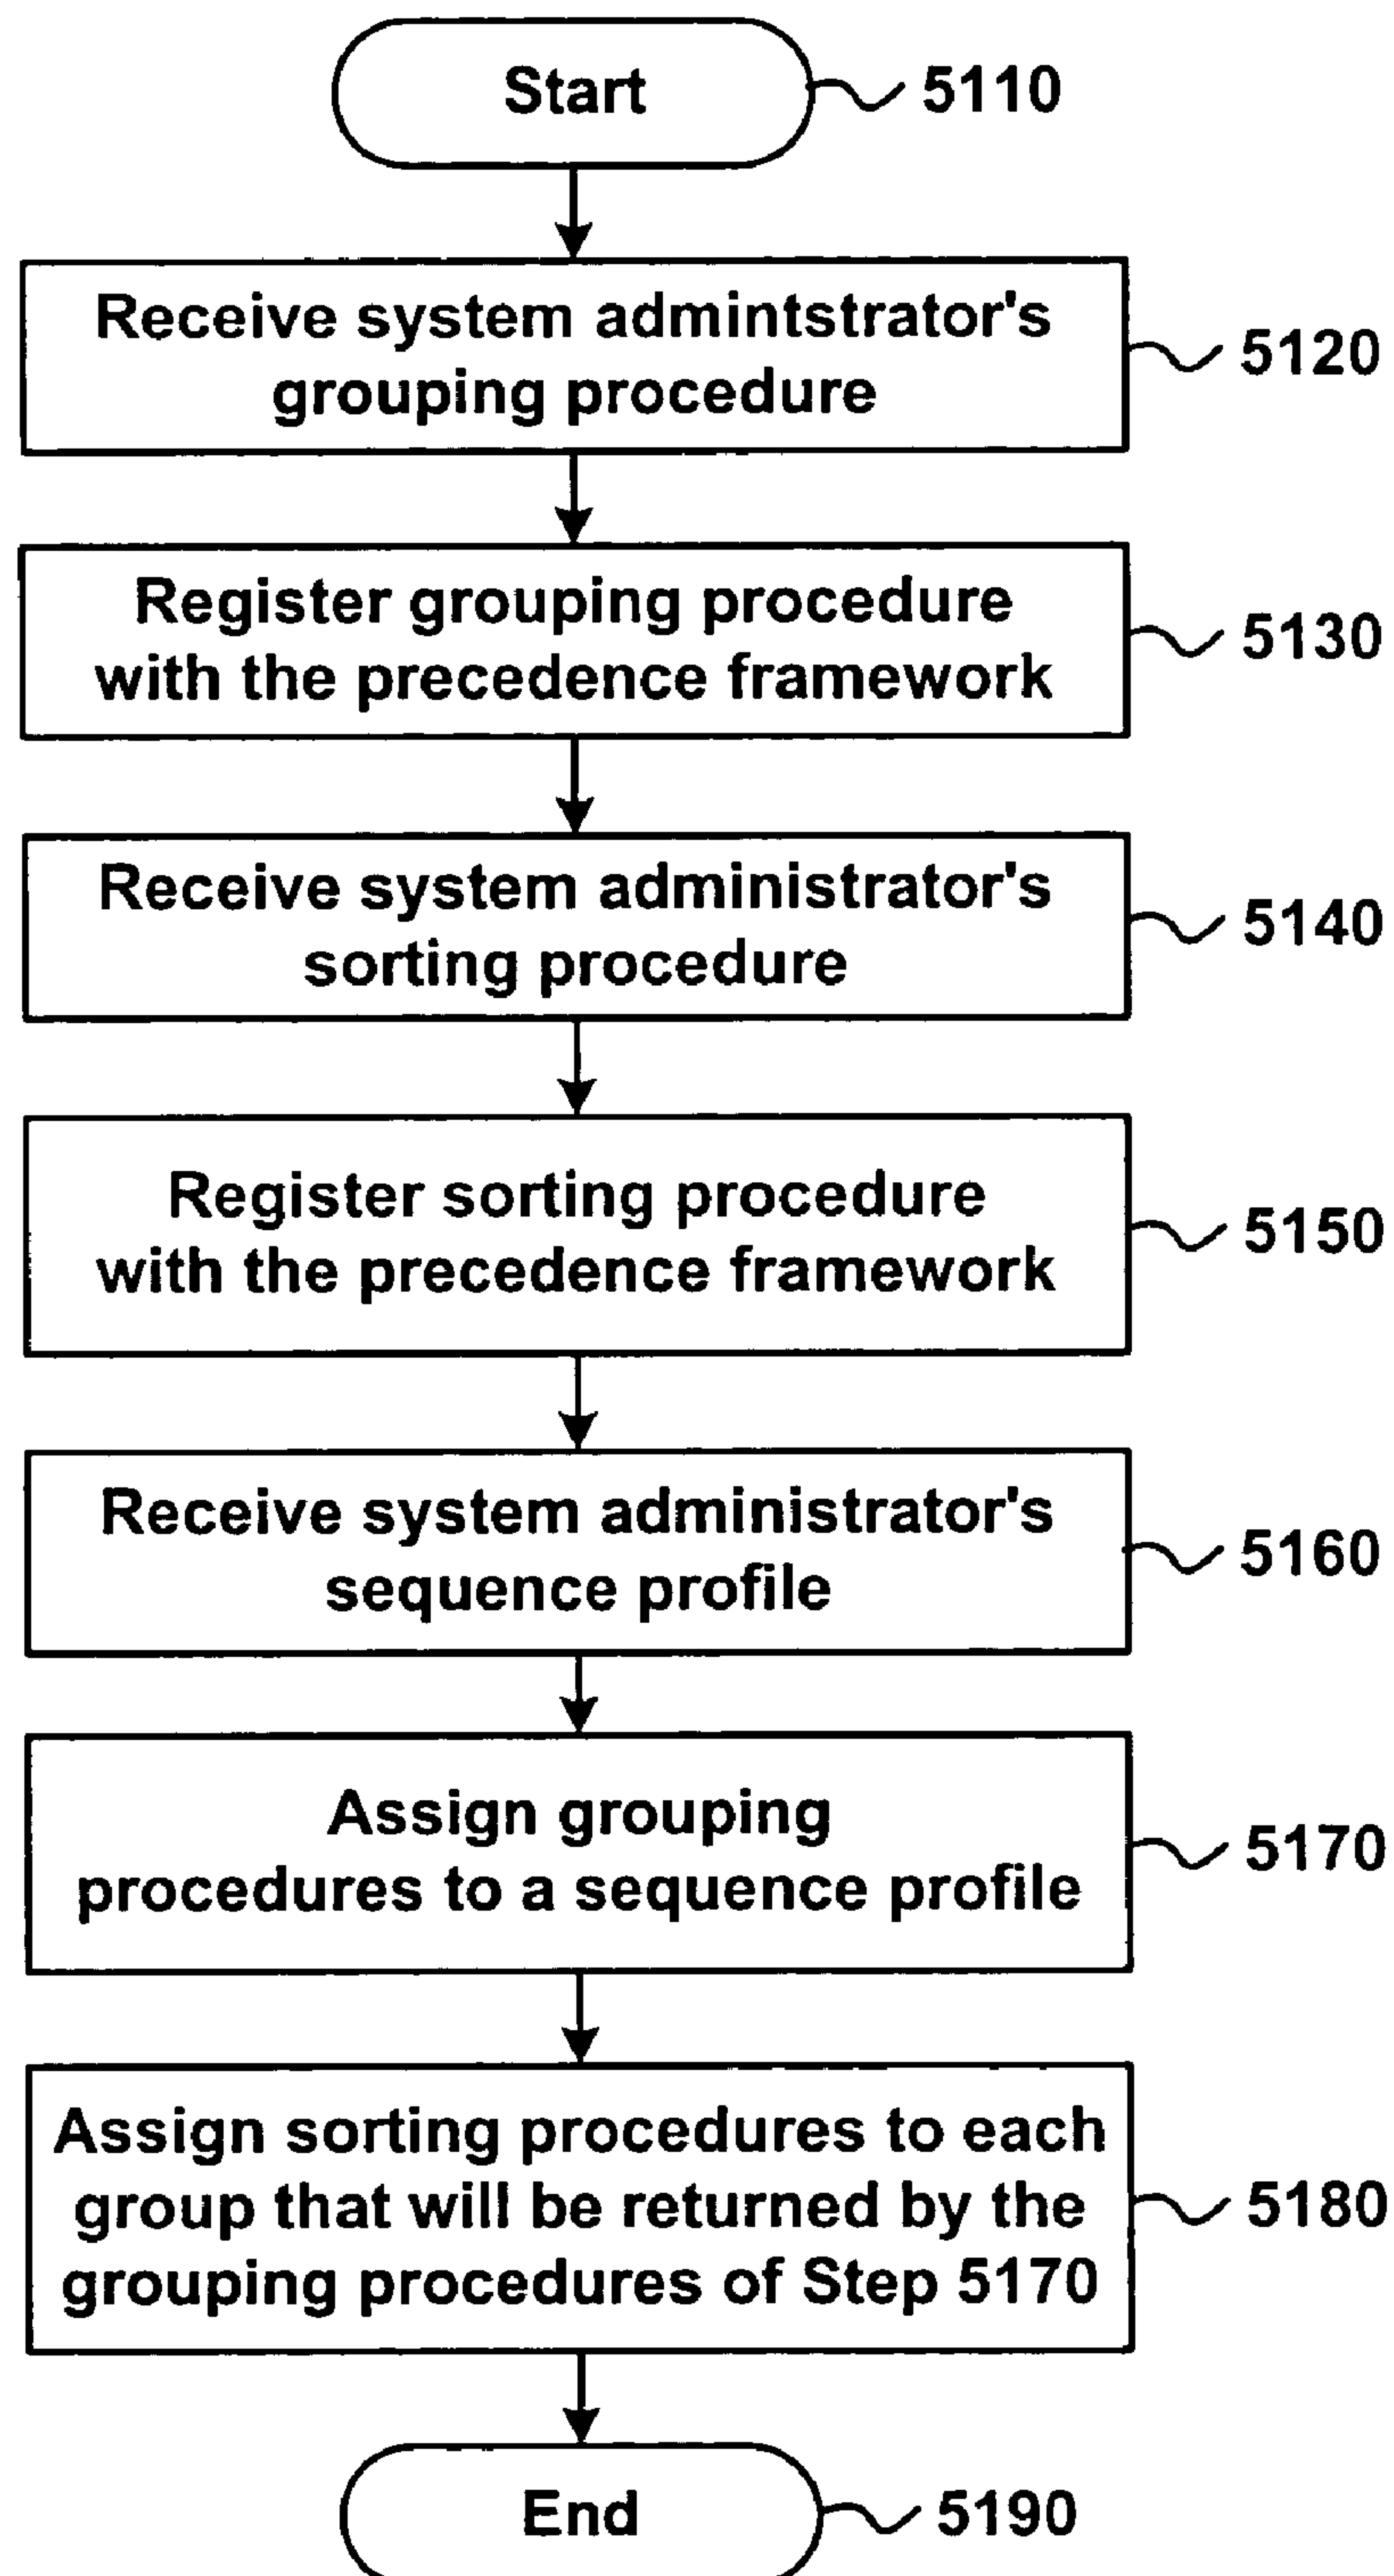 Start
5110
Receive system admintstrator's
grouping procedure
5120
Register grouping procedure
with the precedence framework
5130
Receive system administrator's
sorting procedure
5140
Register sorting procedure
with the precedence framework
5150
Receive system administrator's
sequence profile
5160
Assign grouping
procedures to a sequence profile
5170
Assign sorting procedures to each
group that will be returned by the
grouping procedures of Step 5170
5180
End
5190